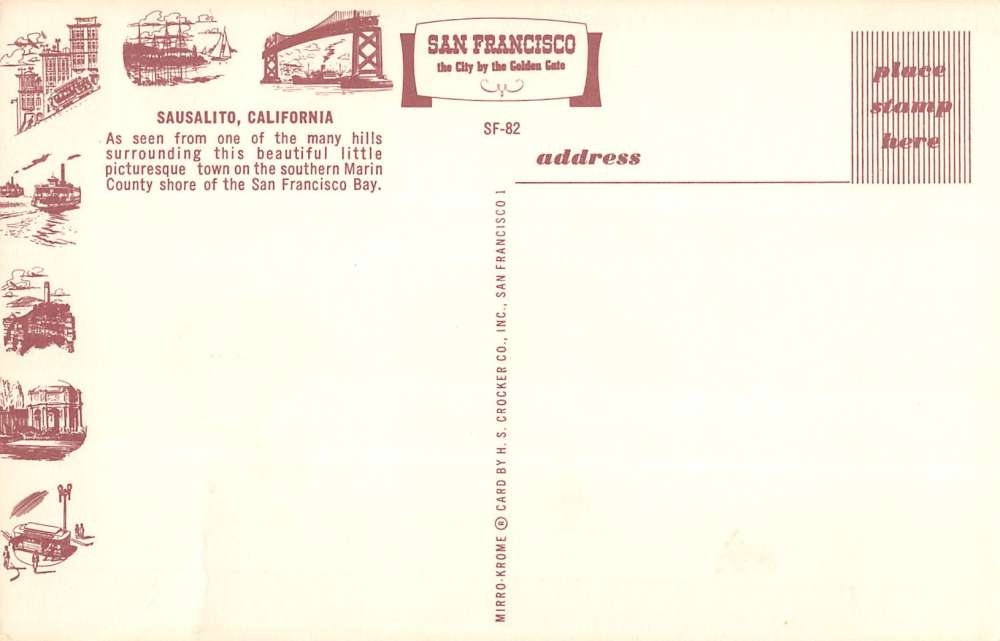 SAN FRANCISCO
the City by the Golden Gate
SAUSALITO, CALIFORNIA
As seen from one of the many hills
surrounding this beautiful little
picturesque town on the southern Marin
County shore of the San Francisco Bay.
SF-82
address
place
stamp
here
MIRRO-KROME ® CARD BY H. S. CROCKER CO., INC., SAN FRANCISCO 1